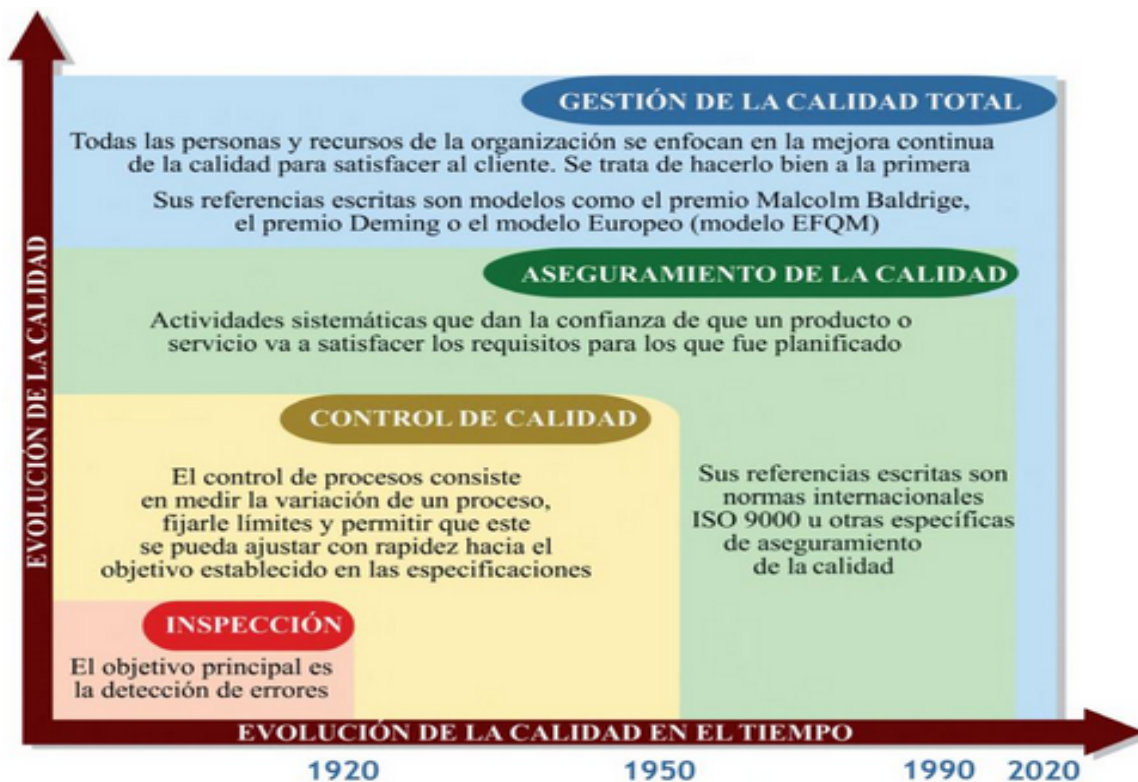 GESTIÓN DE LA CALIDAD TOTAL
Todas las personas y recursos de la organización se enfocan en la mejora continua
de la calidad para satisfacer al cliente. Se trata de hacerlo bien a la primera
Sus referencias escritas son modelos como el premio Malcolm Baldrige,
el premio Deming o el modelo Europeo (modelo EFQM)
ASEGURAMIENTO DE LA CALIDAD
Actividades sistemáticas que dan la confianza de que un producto o
servicio va a satisfacer los requisitos para los que fue planificado
CONTROL DE CALIDAD
El control de procesos consiste
en medir la variación de un proceso,
fijarle límites y permitir que este
se pueda ajustar con rapidez hacia el
objetivo establecido en las especificaciones
Sus referencias escritas son
normas internacionales
ISO 9000 u otras específicas
de aseguramiento
de la calidad
INSPECCIÓN
El objetivo principal es
la detección de errores
EVOLUCIÓN DE LA CALIDAD
EVOLUCIÓN DE LA CALIDAD EN EL TIEMPO
1920 1950 1990 2020